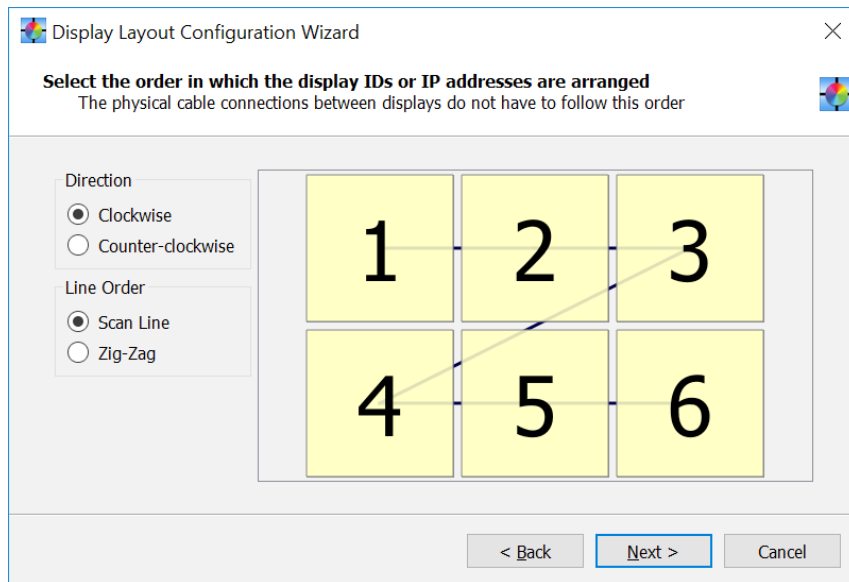 Display Layout Configuration Wizard
Select the order in which the display IDs or IP addresses are arranged
The physical cable connections between displays do not have to follow this order
Direction
Clockwise
Counter-clockwise
Line Order
Scan Line
Zig-Zag
1 2 3
4 5 6
< Back Next > Cancel